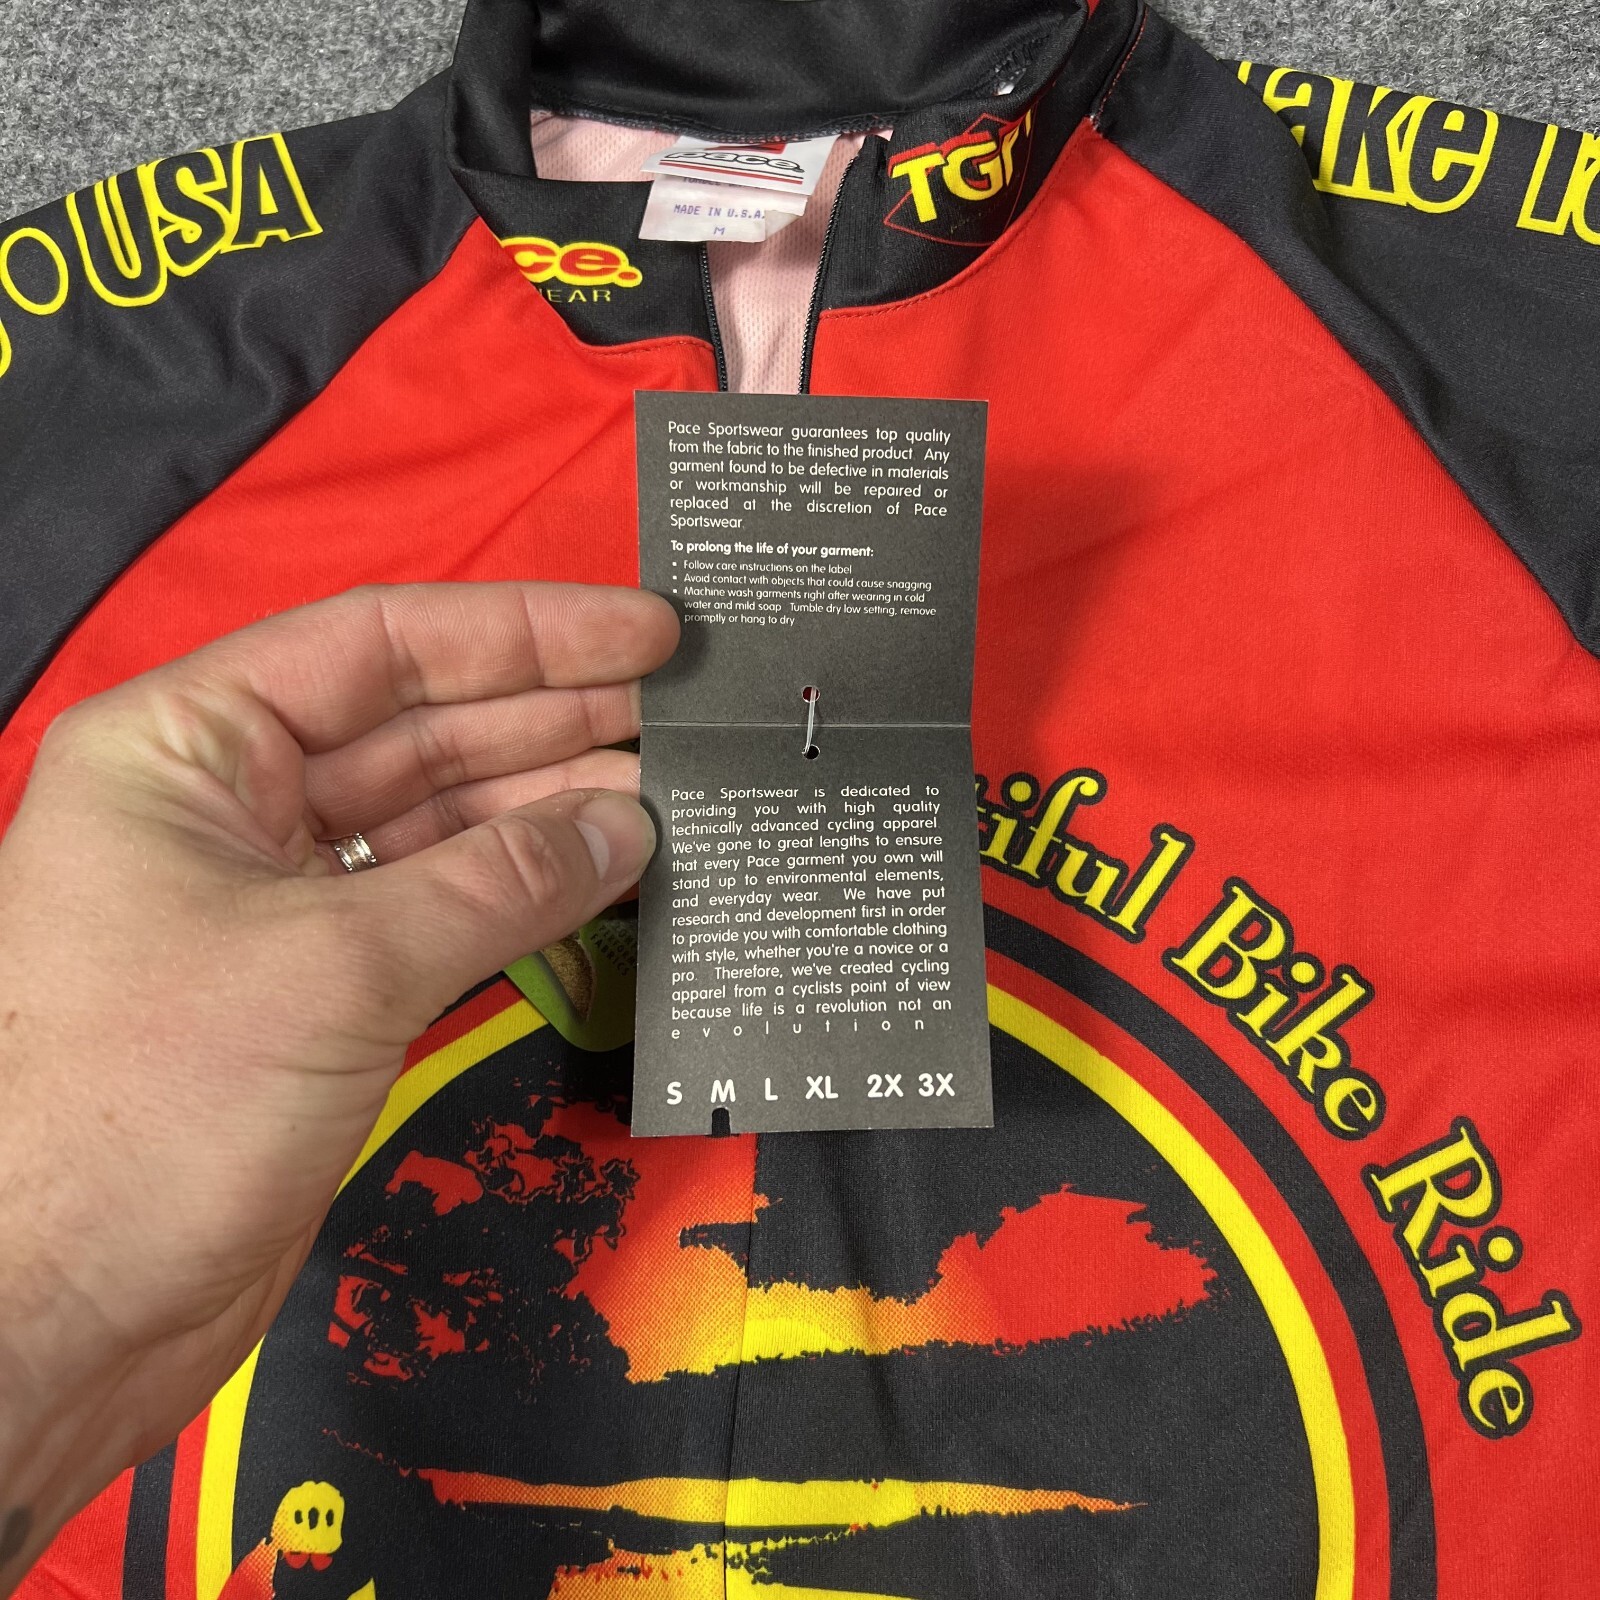 USA
ake Ta
pace.
MADE IN U.S.A.
M
TGP
ce.
EAR
Pace Sportswear guarantees top quality
from the fabric to the finished product. Any
garment found to be defective in materials
or workmanship will be repaired or
replaced at the discretion of Pace
Sportswear.
To prolong the life of your garment:
• Follow care instructions on the label
• Avoid contact with objects that could cause snagging
• Machine wash garments right after wearing in cold
water and mild soap Tumble dry low setting, remove
promptly or hang to dry
Pace Sportswear is dedicated to
providing you with high quality
technically advanced cycling apparel.
We've gone to great lengths to ensure
that every Pace garment you own will
stand up to environmental elements,
and everyday wear. We have put
research and development first in order
to provide you with comfortable clothing
with style, whether you're a novice or a
pro. Therefore, we've created cycling
apparel from a cyclists point of view
because life is a revolution not an
e v o l u t i o n
S M L XL 2X 3X
tiful Bike Ride
FABRICS